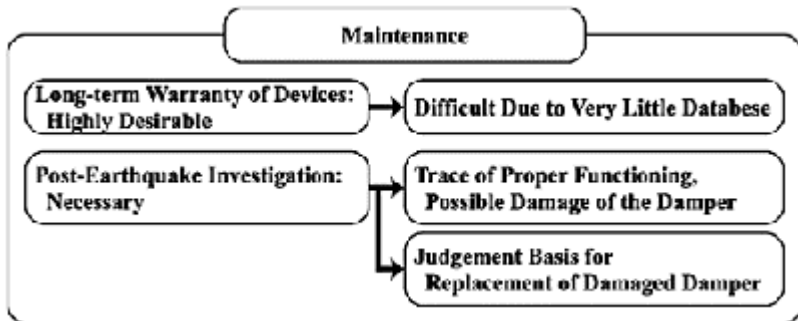 Maintenance
Long-term Warranty of Devices:
Highly Desirable
Difficult Due to Very Little Databese
Post-Earthquake Investigation:
Necessary
Trace of Proper Functioning,
Possible Damage of the Damper
Judgement Basis for
Replacement of Damaged Damper